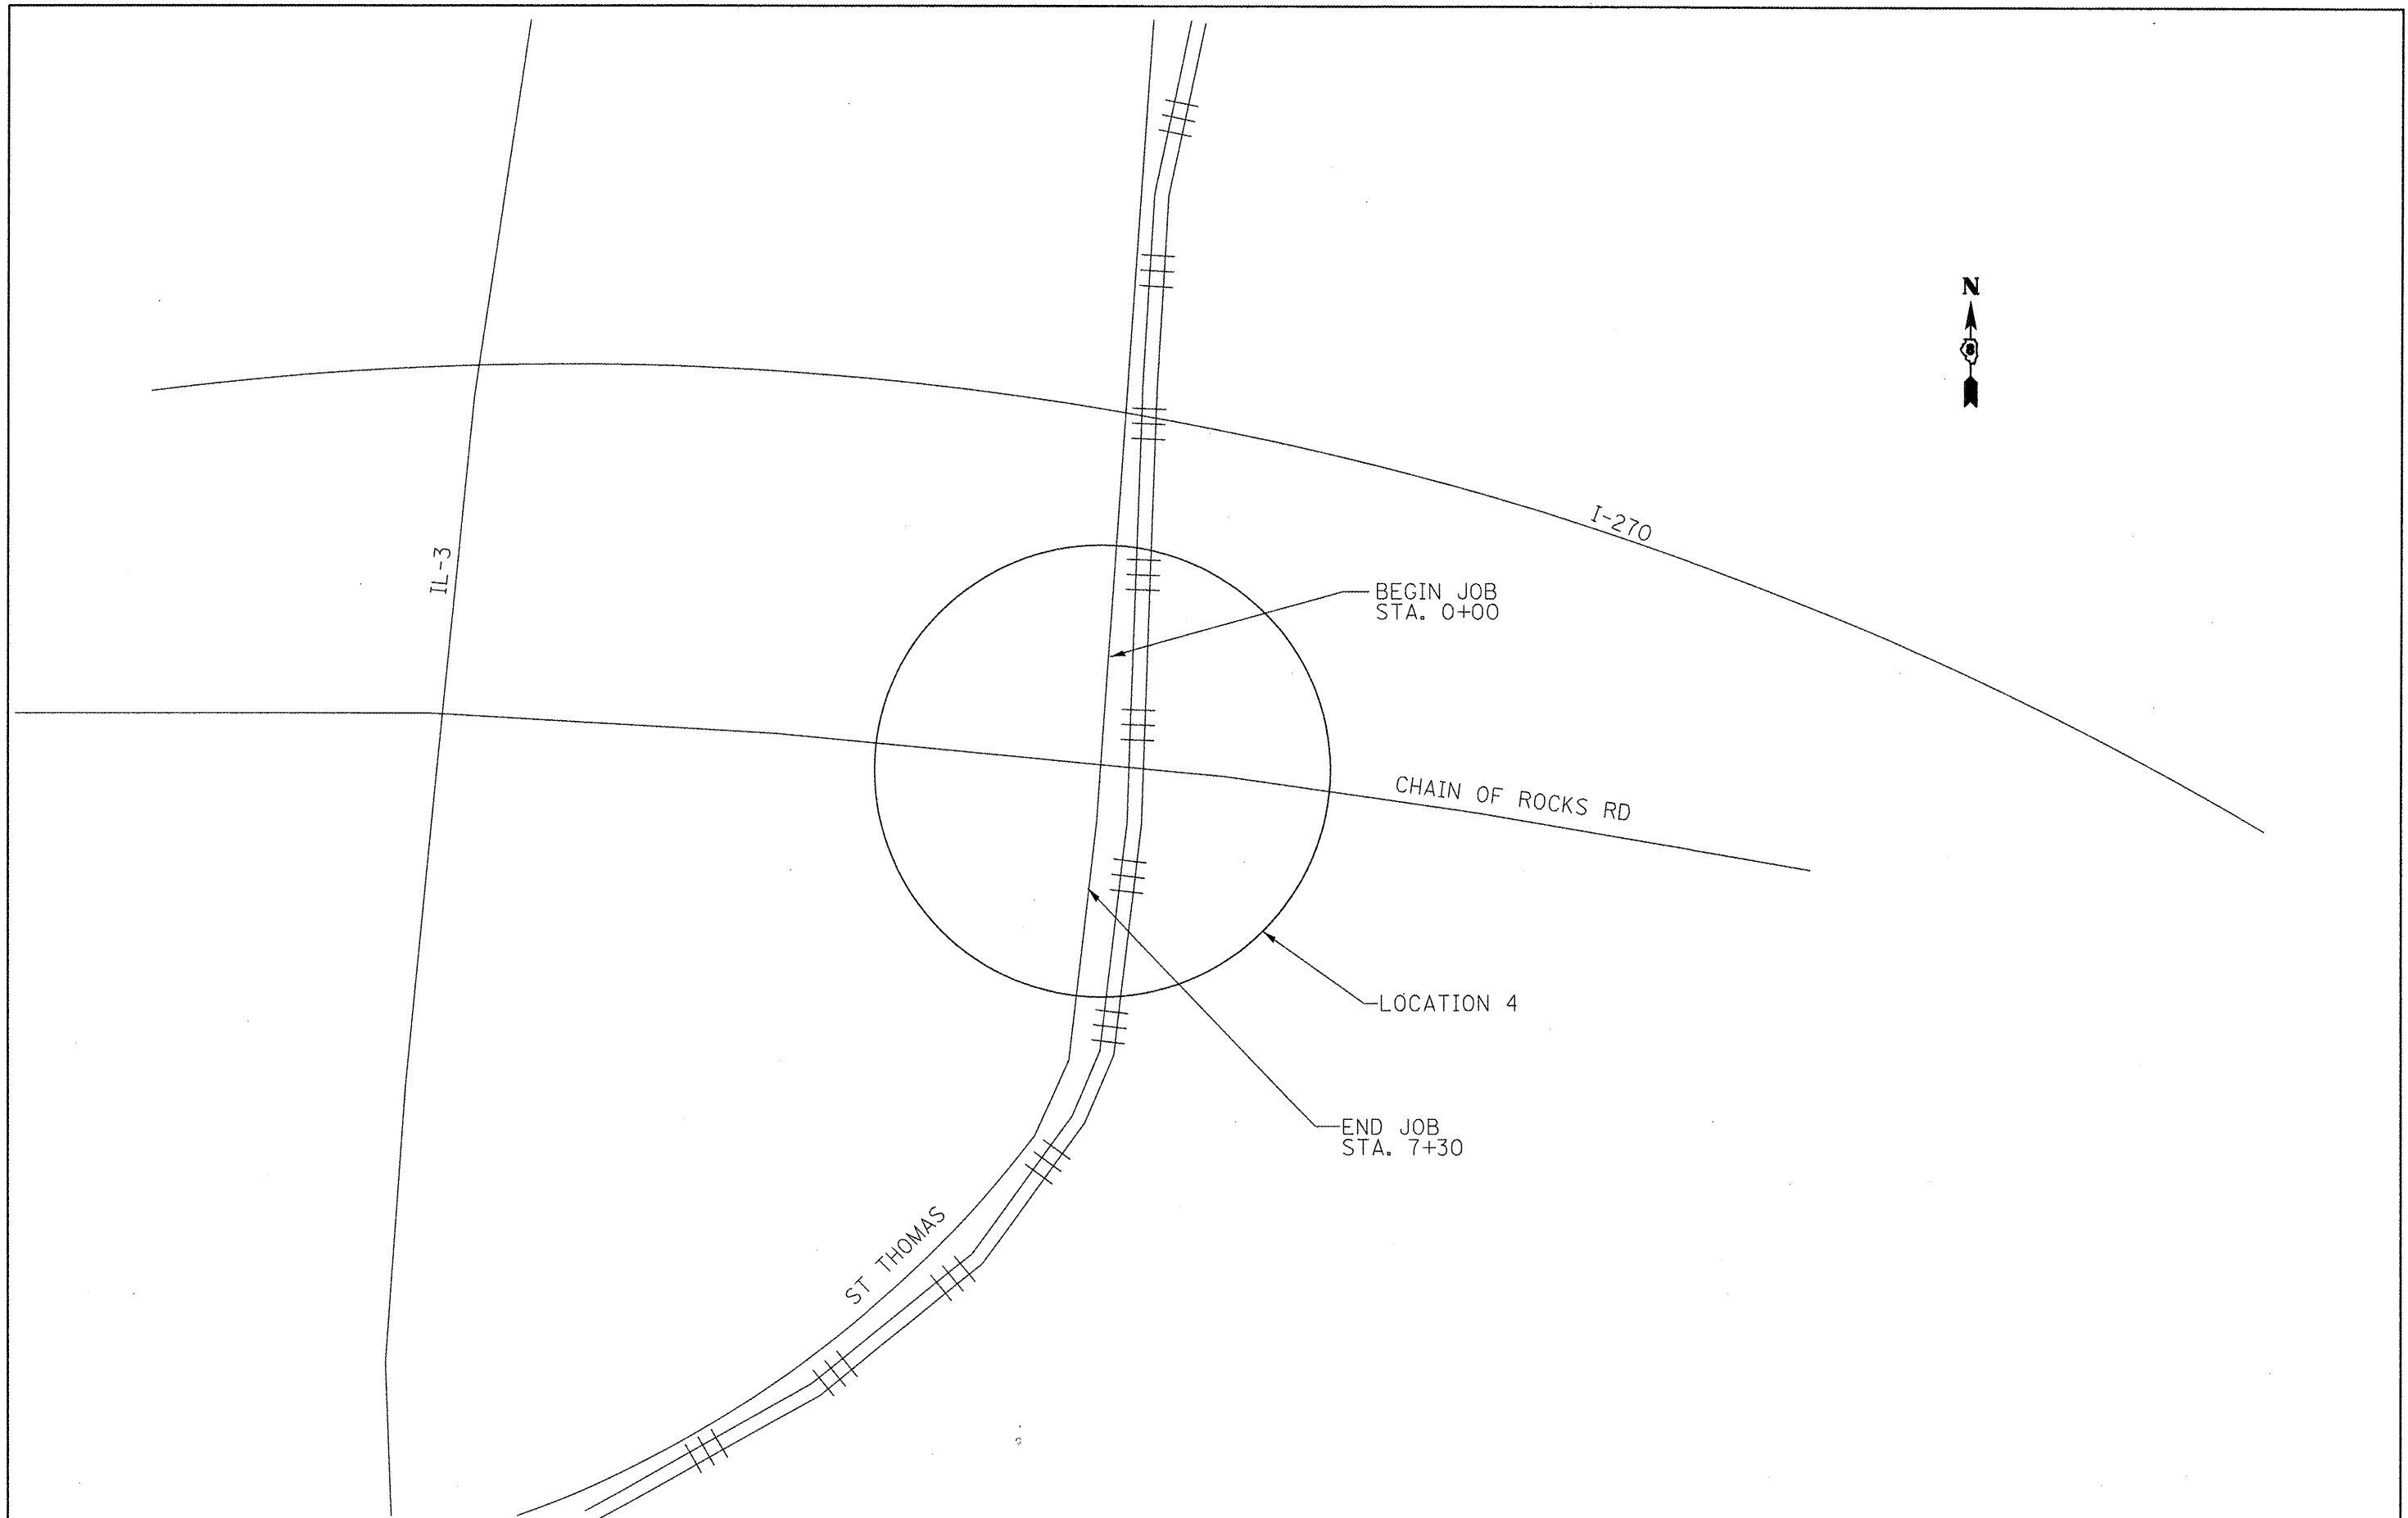 N
I-270
IL-3
BEGIN JOB
STA. 0+00
CHAIN OF ROCKS RD
LOCATION 4
END JOB
STA. 7+30
ST THOMAS